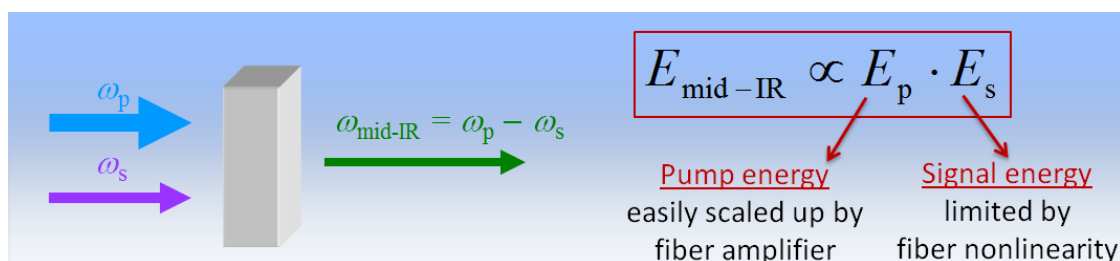 ωp
ωs
ωmid-IR = ωp − ωs
Emid−IR ∝ Ep · Es
Pump energy
easily scaled up by
fiber amplifier
Signal energy
limited by
fiber nonlinearity